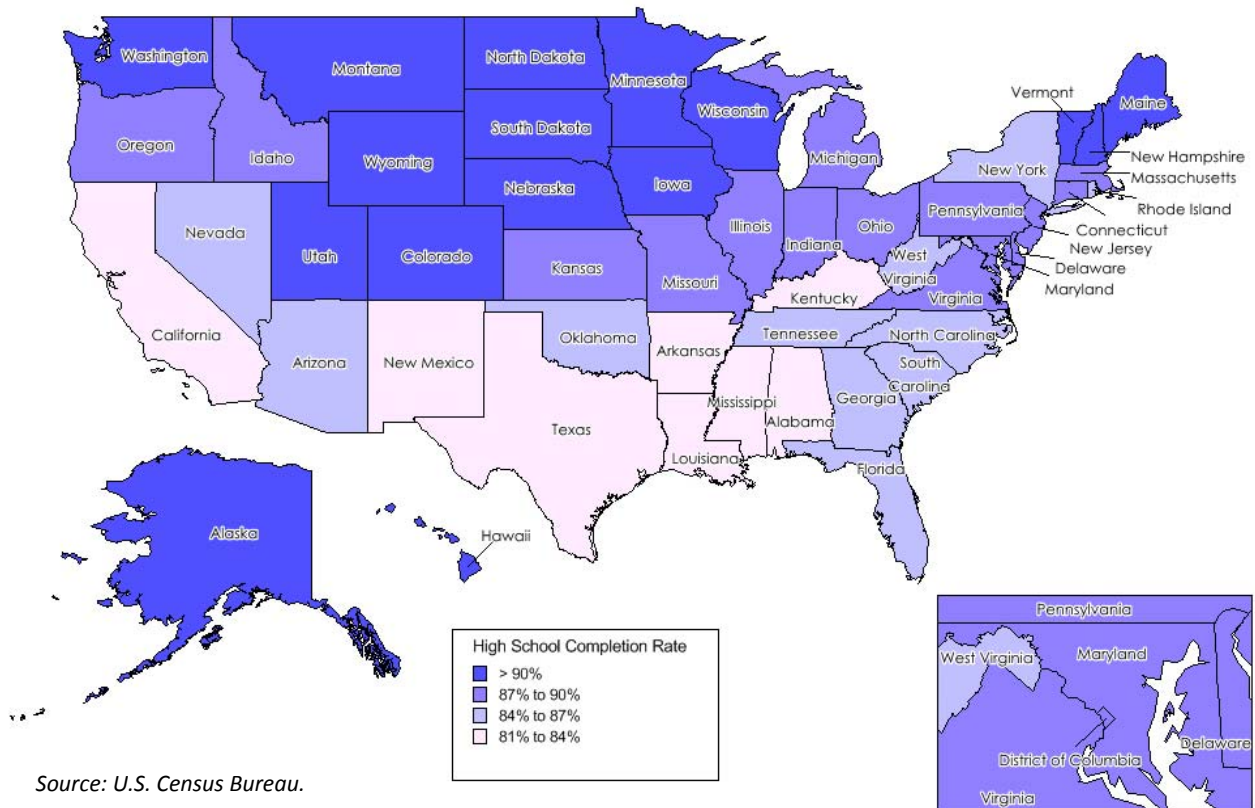 Washington
Montana
North Dakota
Minnesota
Vermont
Maine
Wisconsin
South Dakota
Oregon
Idaho
Wyoming
Michigan
New York
New Hampshire
Massachusetts
Nebraska
Iowa
Rhode Island
Pennsylvania
Connecticut
Nevada
Illinois
Ohio
New Jersey
Utah
Colorado
Indiana
Kansas
Missouri
West
Virginia
Delaware
Maryland
Kentucky
Virginia
California
Oklahoma
Tennessee
North Carolina
Arizona
New Mexico
Arkansas
South
Carolina
Mississippi
Georgia
Alabama
Texas
Louisiana
Florida
Alaska
Hawaii
High School Completion Rate
> 90%
87% to 90%
84% to 87%
81% to 84%
Pennsylvania
West Virginia
Maryland
Delaware
District of Columbia
Virginia
Source: U.S. Census Bureau.